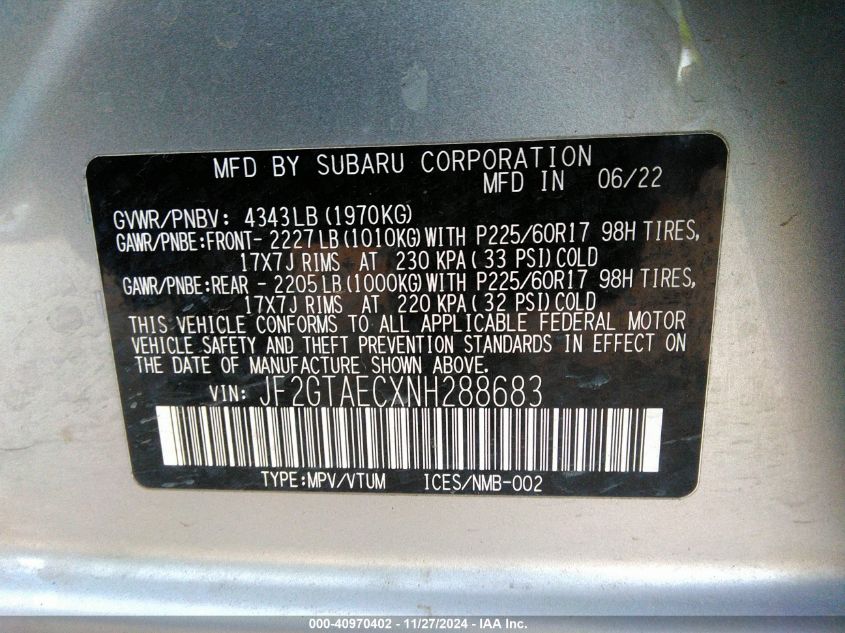 MFD BY SUBARU CORPORATION
MFD IN 06/22
GVWR/PNBV: 4343LB (1970KG)
GAWR/PNBE:FRONT- 2227LB (1010KG) WITH P225/60R17 98H TIRES,
17X7J RIMS AT 230 KPA ( 33 PSI) COLD
GAWR/PNBE:REAR - 2205LB (1000KG) WITH P225/60R17 98H TIRES,
17X7J RIMS AT 220 KPA ( 32 PSI) COLD
THIS VEHICLE CONFORMS TO ALL APPLICABLE FEDERAL MOTOR
VEHICLE SAFETY AND THEFT PREVENTION STANDARDS IN EFFECT ON
THE DATE OF MANUFACTURE SHOWN ABOVE.
VIN: JF2GTAECXNH288683
TYPE:MPV/VTUM ICES/NMB-002
000-40970402 - 11/27/2024 - IAA Inc.